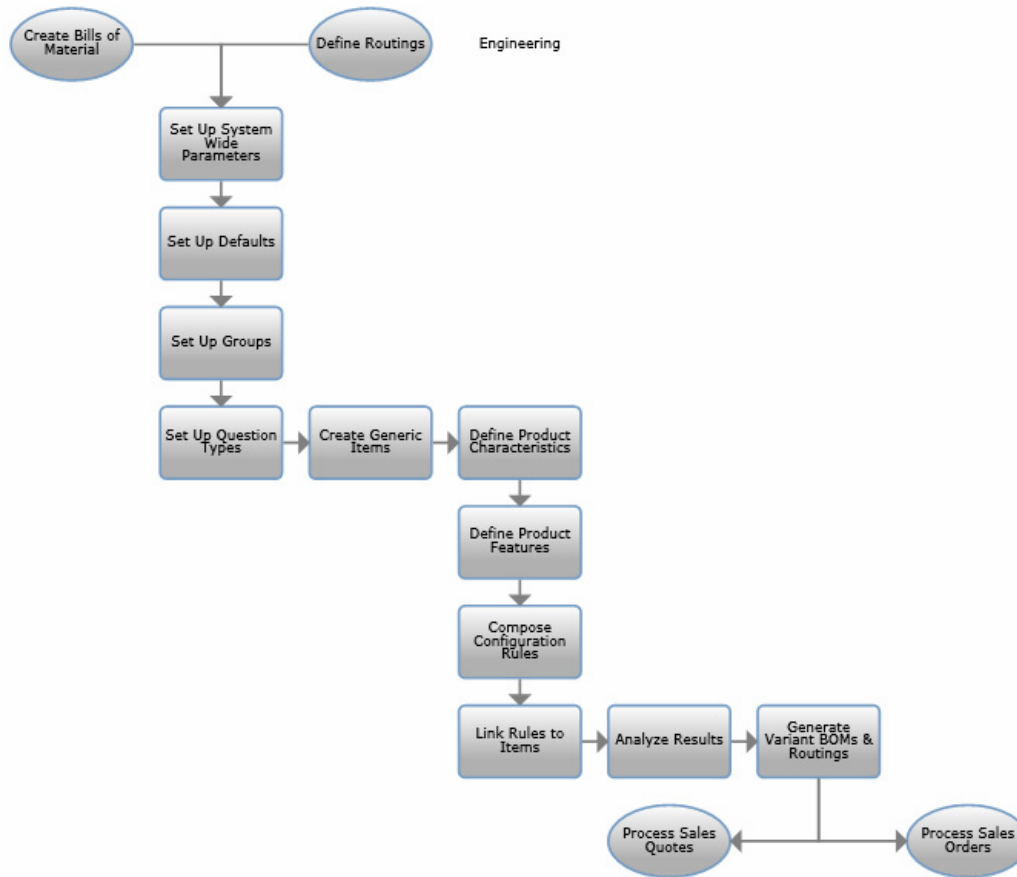 Create Bills of
Material
Define Routings
Engineering
Set Up System
Wide
Parameters
Set Up Defaults
Set Up Groups
Set Up Question
Types
Create Generic
Items
Define Product
Characteristics
Define Product
Features
Compose
Configuration
Rules
Link Rules to
Items
Analyze Results
Generate
Variant BOMs &
Routings
Process Sales
Quotes
Process Sales
Orders